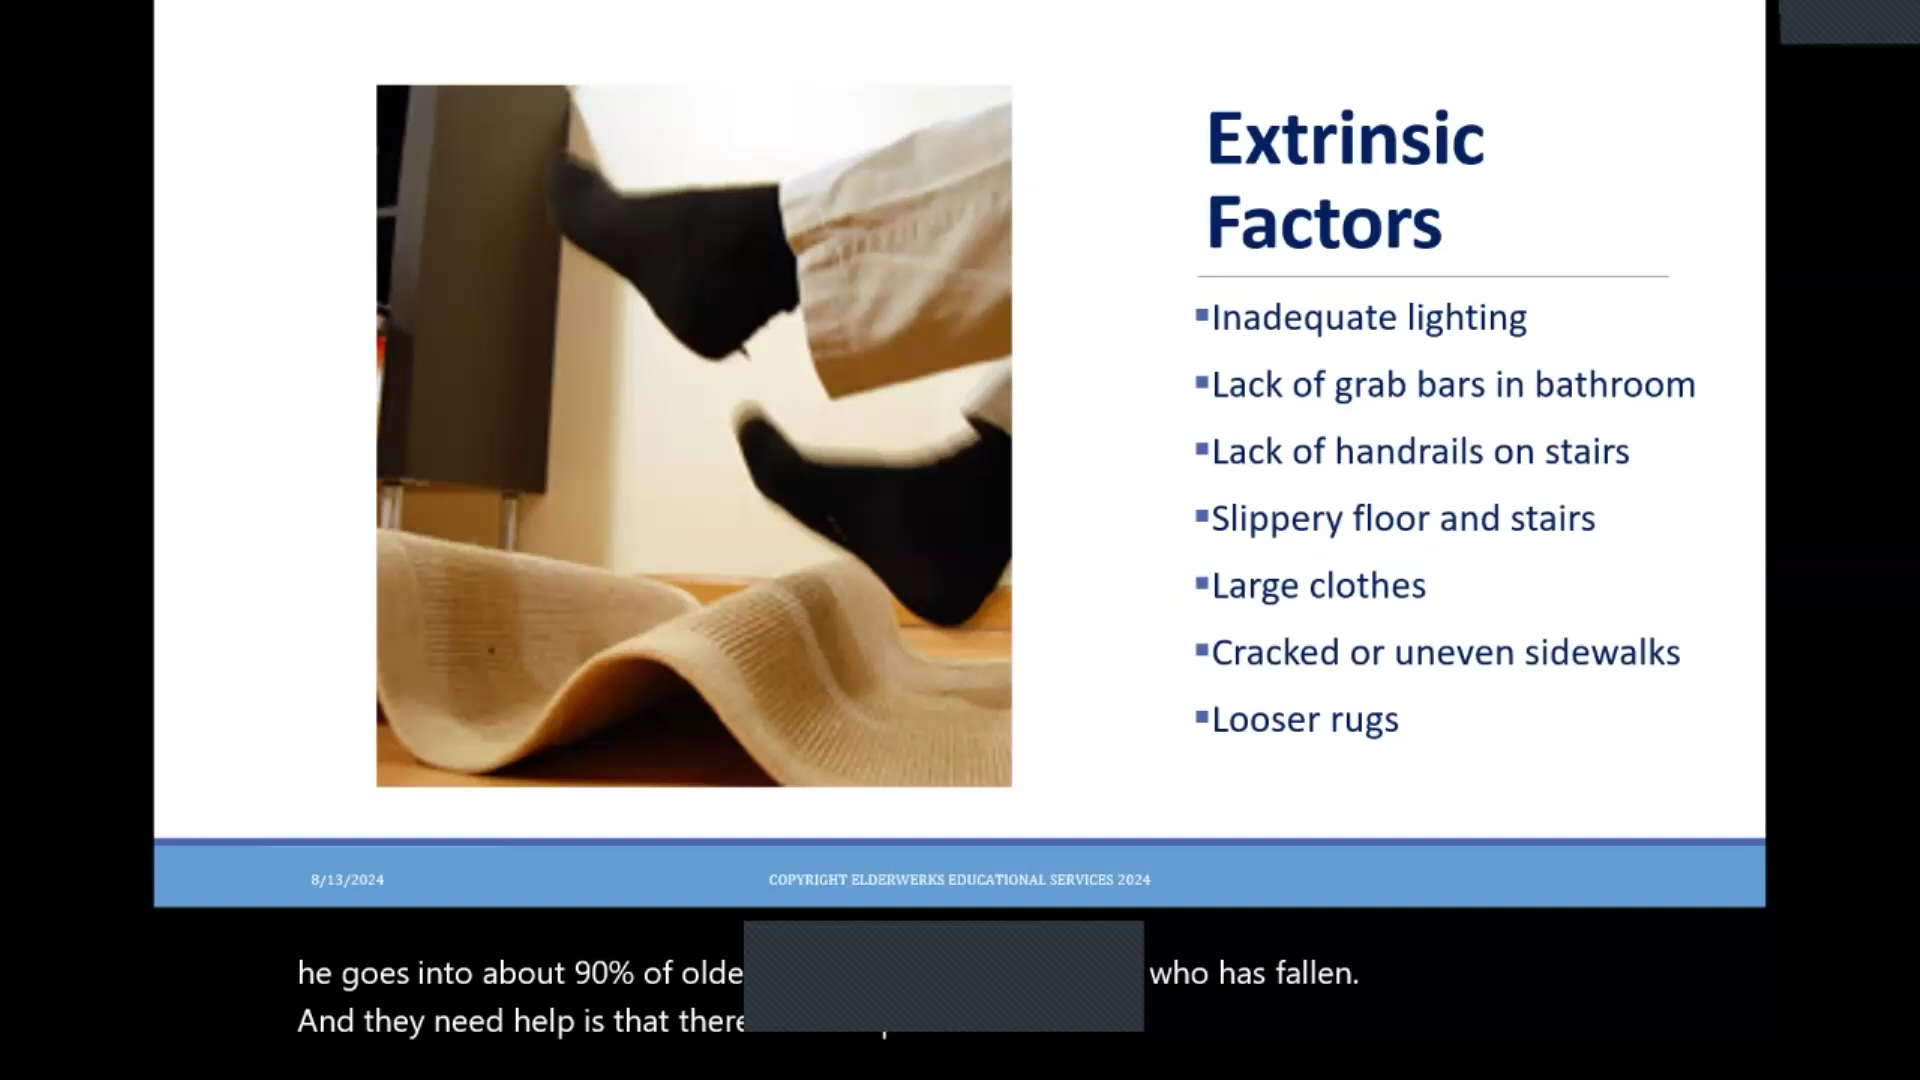 Extrinsic
Factors
▪Inadequate lighting
▪Lack of grab bars in bathroom
▪Lack of handrails on stairs
▪Slippery floor and stairs
▪Large clothes
▪Cracked or uneven sidewalks
▪Looser rugs
8/13/2024 COPYRIGHT ELDERWERKS EDUCATIONAL SERVICES 2024
he goes into about 90% of who has fallen.
And they need help is that